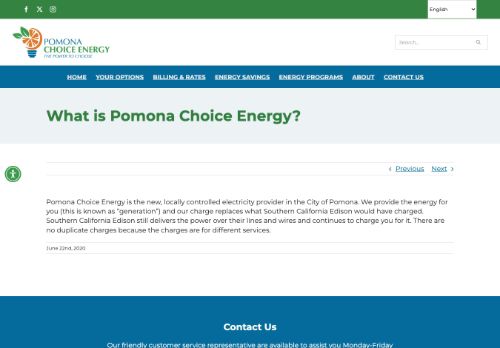 English
POMONA
CHOICE ENERGY
THE POWER TO CHOOSE
Search...
HOME YOUR OPTIONS BILLING & RATES ENERGY SAVINGS ENERGY PROGRAMS ABOUT CONTACT US
What is Pomona Choice Energy?
Previous Next
Pomona Choice Energy is the new, locally controlled electricity provider in the City of Pomona. We provide the energy for
you (this is known as “generation”) and our charge replaces what Southern California Edison would have charged,
Southern California Edison still delivers the power over their lines and wires and continues to charge you for it. There are
no duplicate charges because the charges are for different services.
June 22nd, 2020
Contact Us
Our friendly customer service representative are available to assist you Monday-Friday